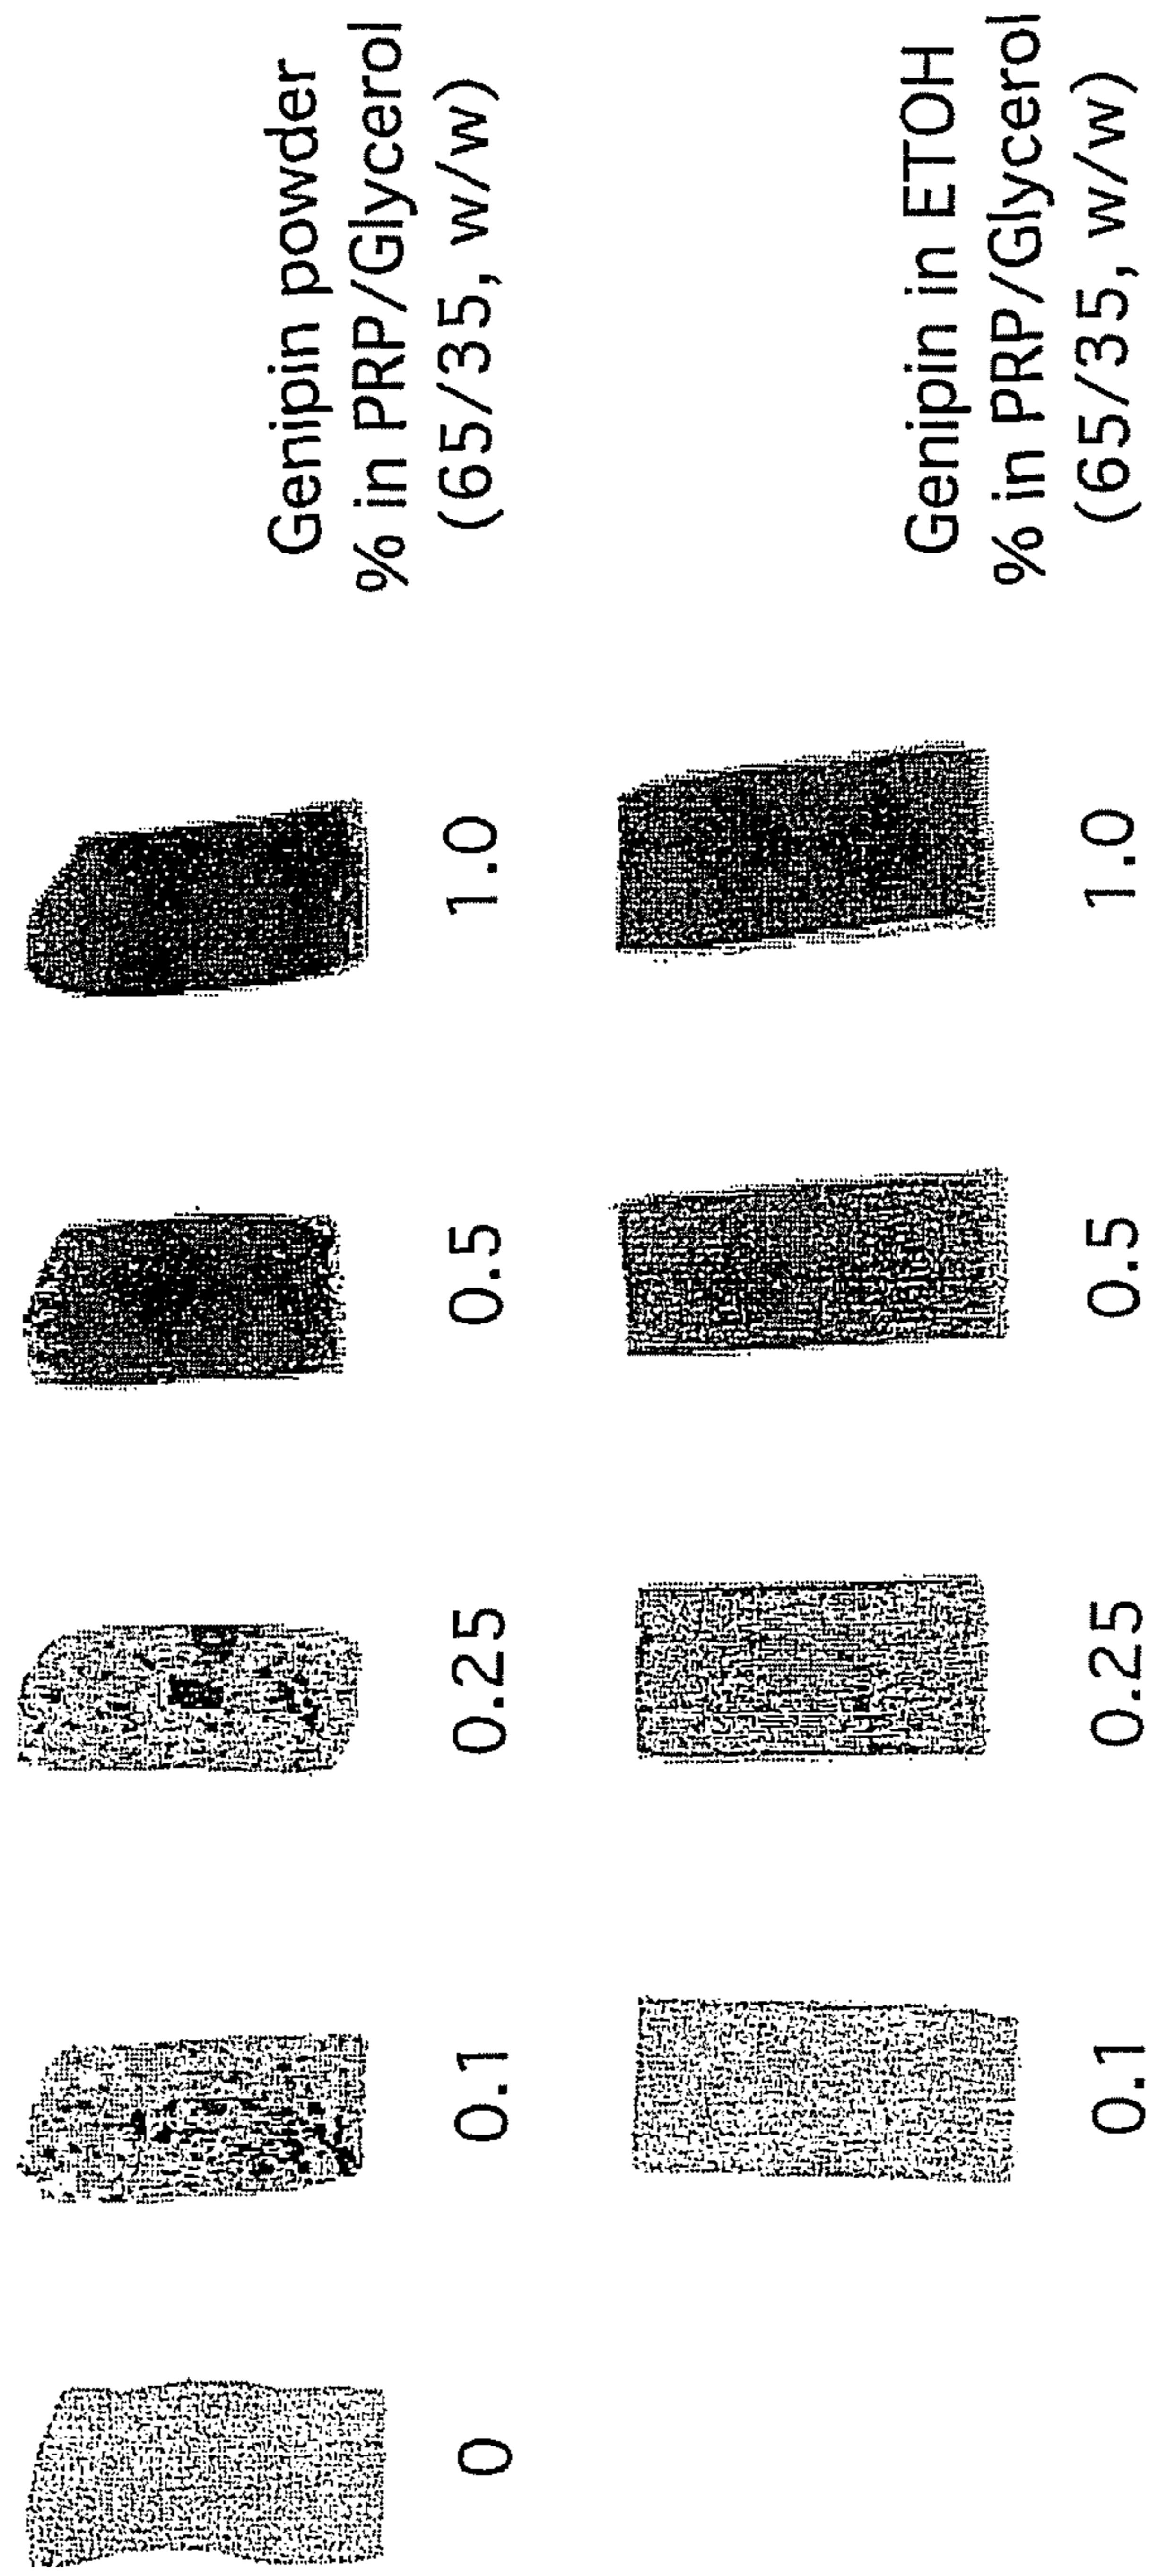 0 0.1 0.25 0.5 1.0
Genipin powder
% in PRP/Glycerol
(65/35, w/w)
0.1 0.25 0.5 1.0
Genipin in ETOH
% in PRP/Glycerol
(65/35, w/w)